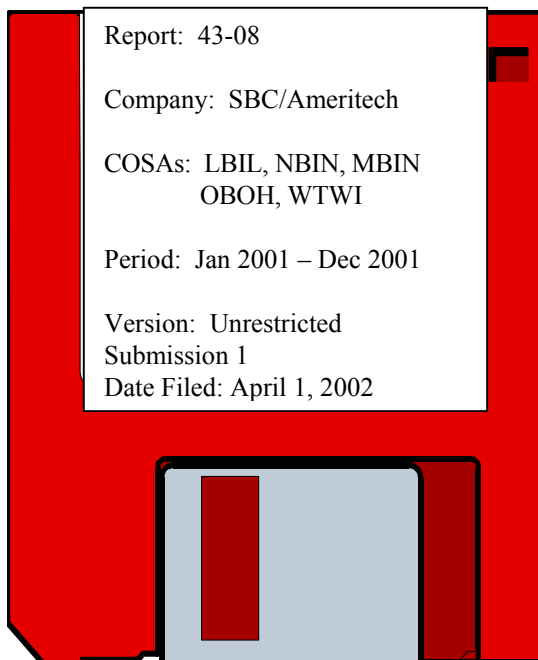 Report: 43-08
Company: SBC/Ameritech
COSAs: LBIL, NBIN, MBIN
OBOH, WTWI
Period: Jan 2001 – Dec 2001
Version: Unrestricted
Submission 1
Date Filed: April 1, 2002